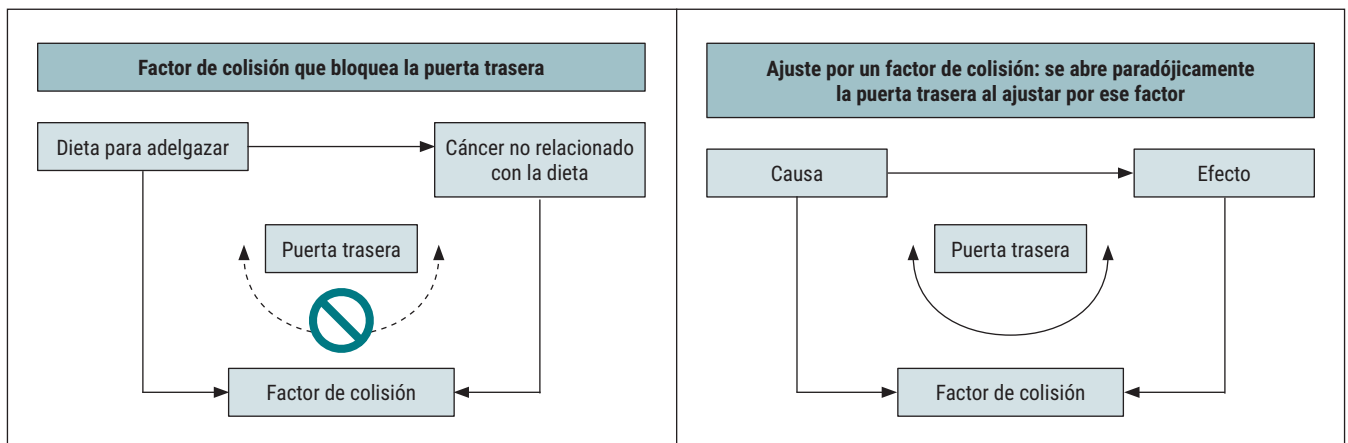 Factor de colisión que bloquea la puerta trasera
Dieta para adelgazar
Cáncer no relacionado
con la dieta
Puerta trasera
Factor de colisión
Ajuste por un factor de colisión: se abre paradójicamente
la puerta trasera al ajustar por ese factor
Causa
Efecto
Puerta trasera
Factor de colisión